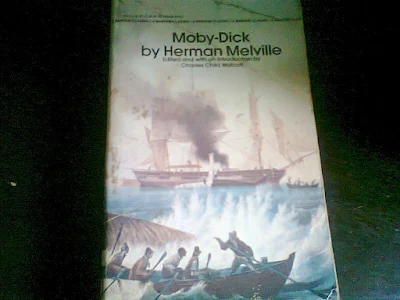 Moby-Dick
by Herman Melville
Edited and with an Introduction by
Charles Child Walcutt